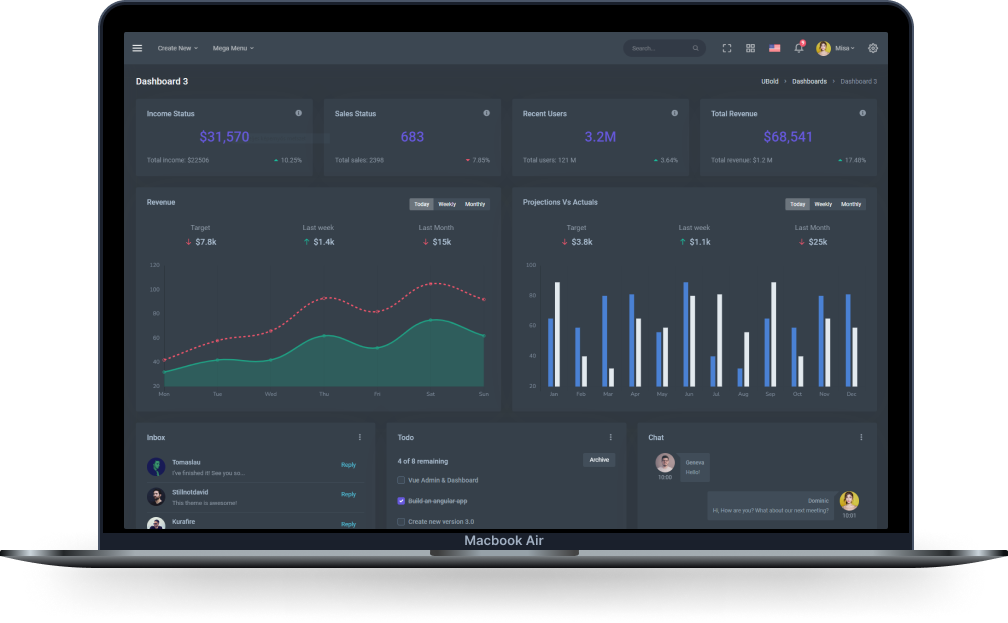 Create New Mega Menu Search... 9 Misa
Dashboard 3 UBold Dashboards Dashboard 3
Income Status Sales Status Recent Users Total Revenue
$31,570 683 3.2M $68,541
Total income: $22506 10.25% Total sales: 2398 7.85% Total users: 121 M 3.64% Total revenue: $1.2 M 17.48%
Revenue Today Weekly Monthly Projections Vs Actuals Today Weekly Monthly
Target Last week Last Month Target Last week Last Month
$7.8k $1.4k $15k $3.8k $1.1k $25k
120 100
100 80
80 60
60 40
40 20
20
Mon Tue Wed Thu Fri Sat Sun Jan Feb Mar Apr May Jun Jul Aug Sep Oct Nov Dec
Inbox Todo Chat
Tomaslau
I've finished it! See you so... Reply
Stillnotdavid
This theme is awesome! Reply
Kurafire Reply
4 of 8 remaining Archive
Vue Admin & Dashboard
Build an angular app
Create new version 3.0
Geneva
Hello!
10:00
Dominic
Hi, How are you? What about our next meeting?
10:01
Macbook Air